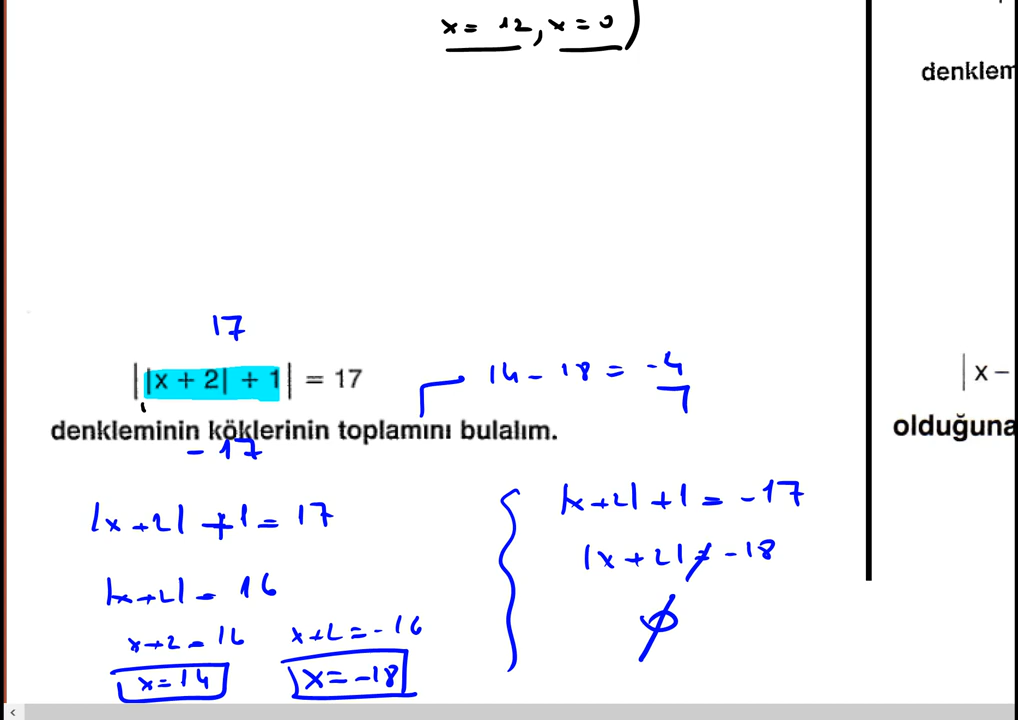 x = 12, x = 0)
denklem
17
||x + 2| + 1| = 17
14 - 18 = -4
denkleminin köklerinin toplamını bulalım.
-17
|x -
olduğuna
|x+2| + 1 = 17
|x+2| = 16
x+2 = 16 x+2 = -16
x = 14 x = -18
|x+2| + 1 = -17
|x+2| ≠ -18
∅